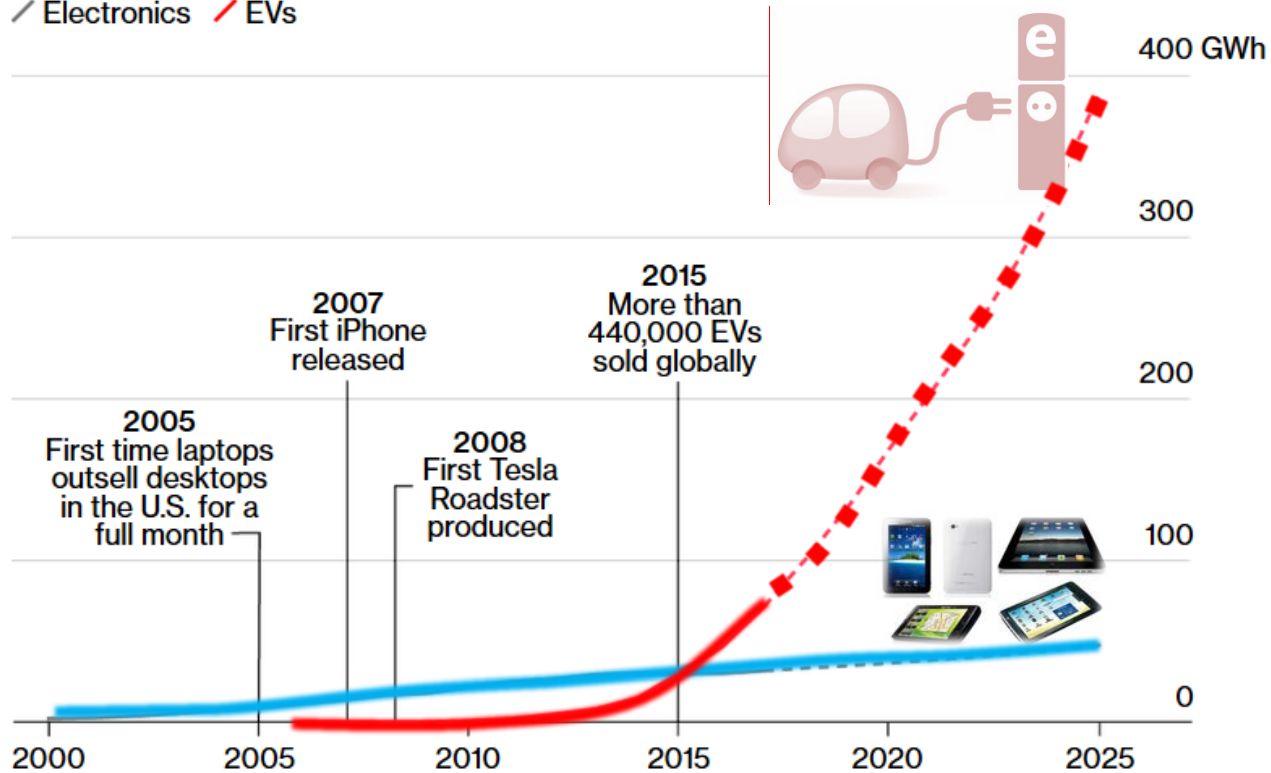 Electronics EVs
e
400 GWh
300
200
100
0
2005
First time laptops
outsell desktops
in the U.S. for a
full month
2007
First iPhone
released
2008
First Tesla
Roadster
produced
2015
More than
440,000 EVs
sold globally
2000 2005 2010 2015 2020 2025